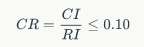 CR = CI / RI ≤ 0.10